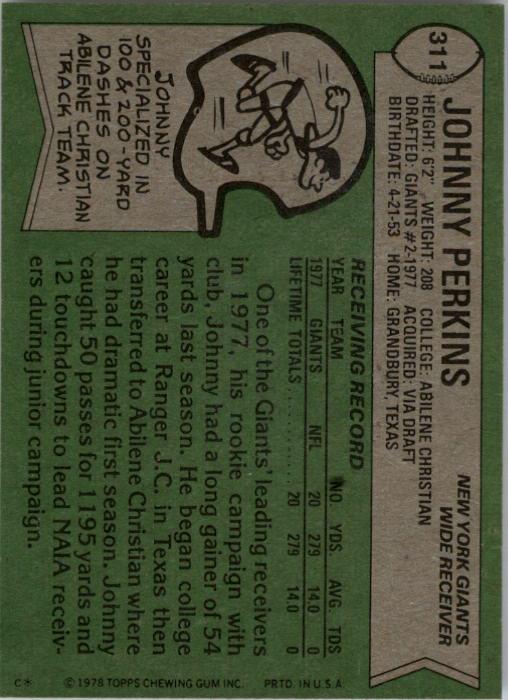 311
JOHNNY PERKINS
NEW YORK GIANTS
WIDE RECEIVER
HEIGHT: 6'2" WEIGHT: 208 COLLEGE: ABILENE CHRISTIAN
DRAFTED: GIANTS #2-1977 ACQUIRED: VIA DRAFT
BIRTHDATE: 4-21-53 HOME: GRANDBURY, TEXAS
JOHNNY
SPECIALIZED IN
100 & 200-YARD
DASHES ON
ABILENE CHRISTIAN
TRACK TEAM.
RECEIVING RECORD
YEAR TEAM NO. YDS. AVG. TDS
1977 GIANTS NFL 20 279 14.0 0
LIFETIME TOTALS . . . . . . . . . 20 279 14.0 0
One of the Giants' leading receivers
in 1977, his rookie campaign with
club, Johnny had a long gainer of 54
yards last season. He began college
career at Ranger J.C. in Texas then
transferred to Abilene Christian where
he had dramatic first season. Johnny
caught 50 passes for 1195 yards and
12 touchdowns to lead NAIA receiv-
ers during junior campaign.
C* © 1978 TOPPS CHEWING GUM INC. PRTD. IN U.S.A.